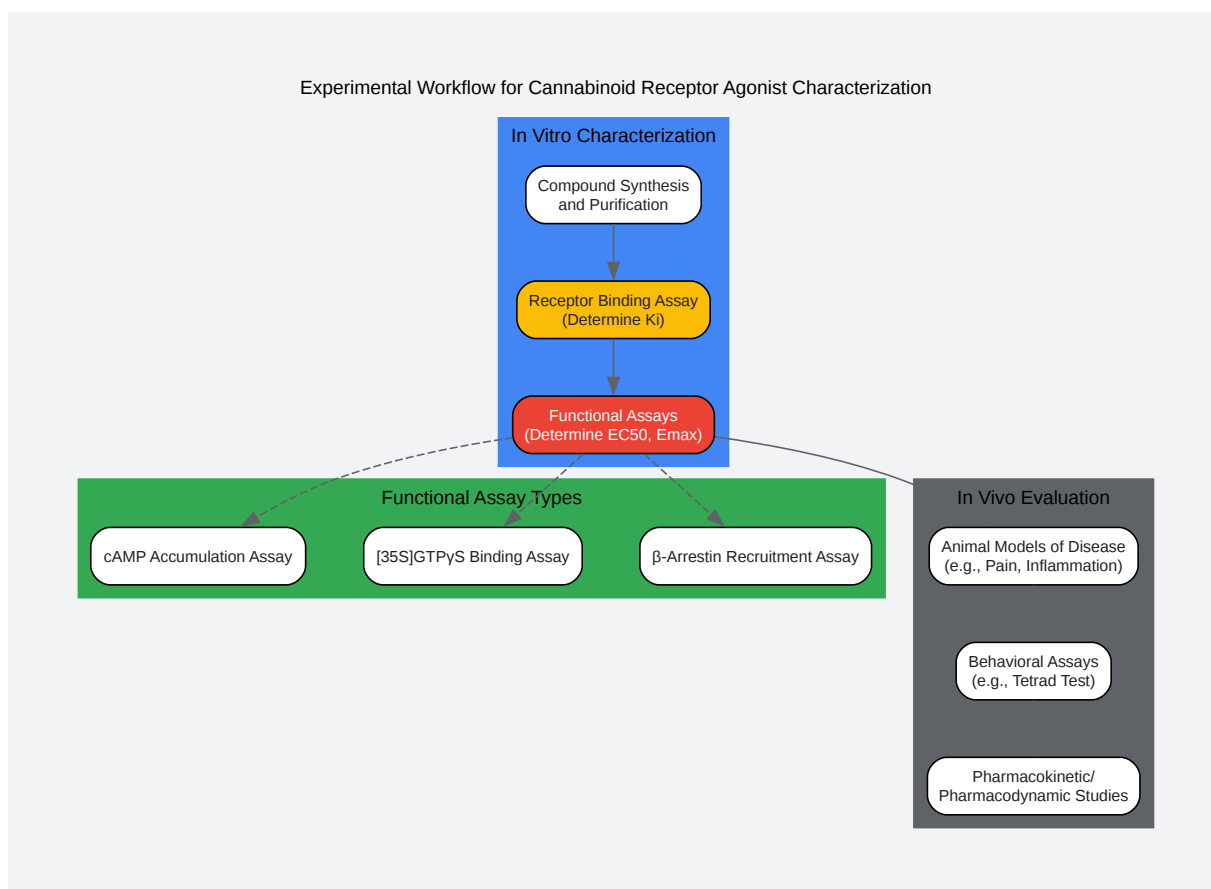 Experimental Workflow for Cannabinoid Receptor Agonist Characterization
In Vitro Characterization
Compound Synthesis
and Purification
Receptor Binding Assay
(Determine Ki)
Functional Assays
(Determine EC50, Emax)
Functional Assay Types
cAMP Accumulation Assay
[35S]GTPγS Binding Assay
β-Arrestin Recruitment Assay
In Vivo Evaluation
Animal Models of Disease
(e.g., Pain, Inflammation)
Behavioral Assays
(e.g., Tetrad Test)
Pharmacokinetic/
Pharmacodynamic Studies